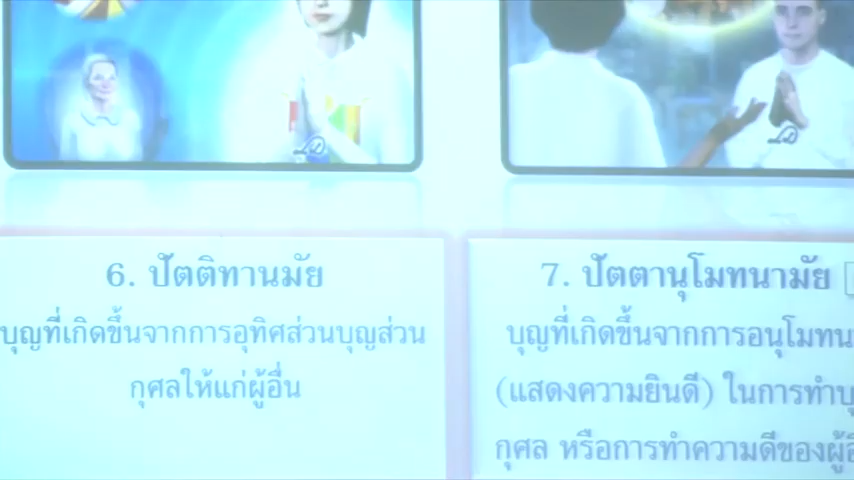 6. ปัตติทานมัย
บุญที่เกิดขึ้นจากการอุทิศส่วนบุญส่วน
กุศลให้แก่ผู้อื่น
7. ปัตตานุโมทนามัย
บุญที่เกิดขึ้นจากการอนุโมทน
(แสดงความยินดี) ในการทำบุ
กุศล หรือการทำความดีของผู้อื